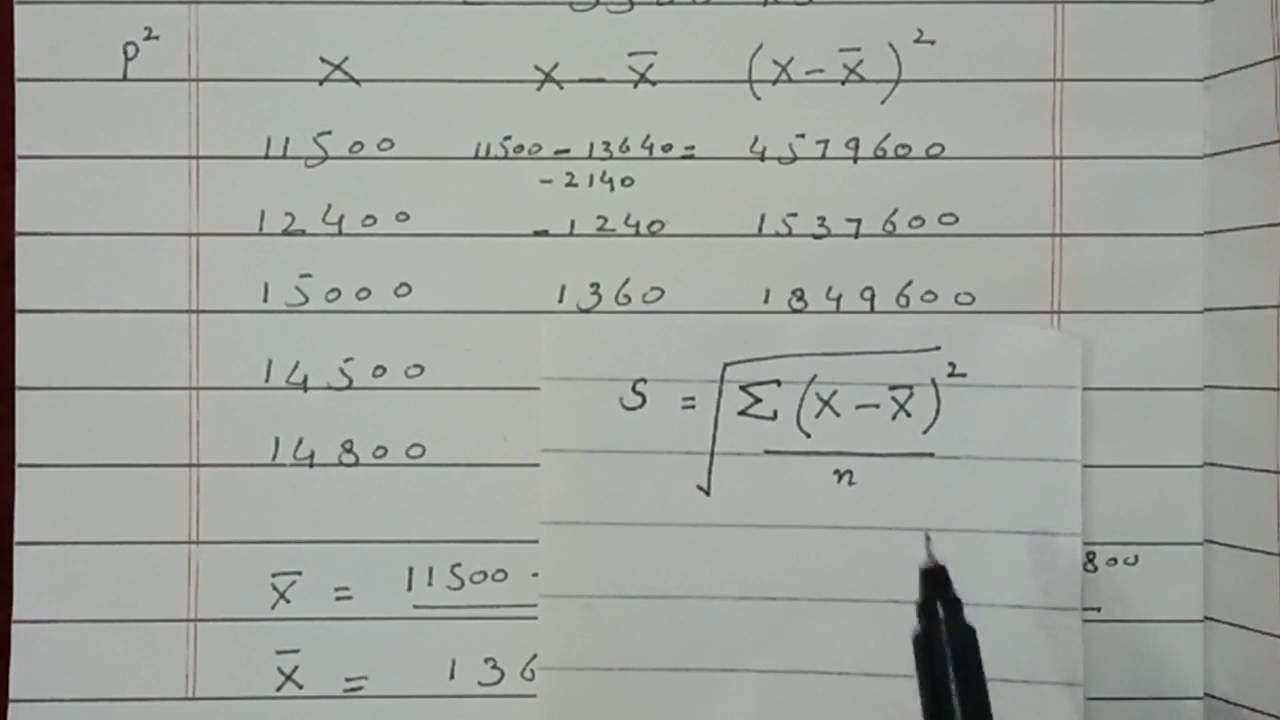 P² X X - X̄ (X - X̄)²
11500 11500 - 13640 = 4579600
- 2140
12400 - 1240 1537600
15000 1360 1849600
14500
14800
S = √(Σ (X - X̄)² / n)
X̄ = 11500 800
X̄ = 136